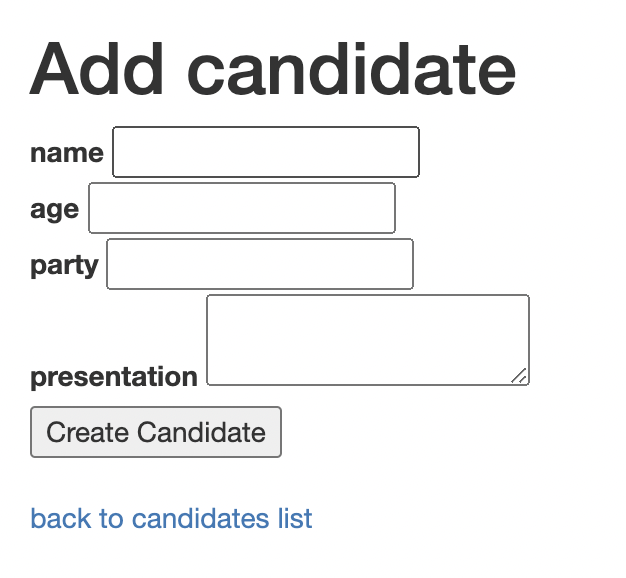 Add candidate
name
age
party
presentation
Create Candidate
back to candidates list